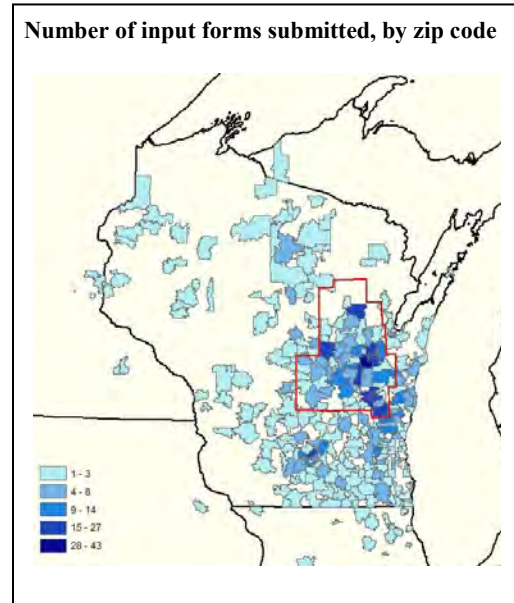 Number of input forms submitted, by zip code
1 - 3
4 - 8
9 - 14
15 - 27
28 - 43